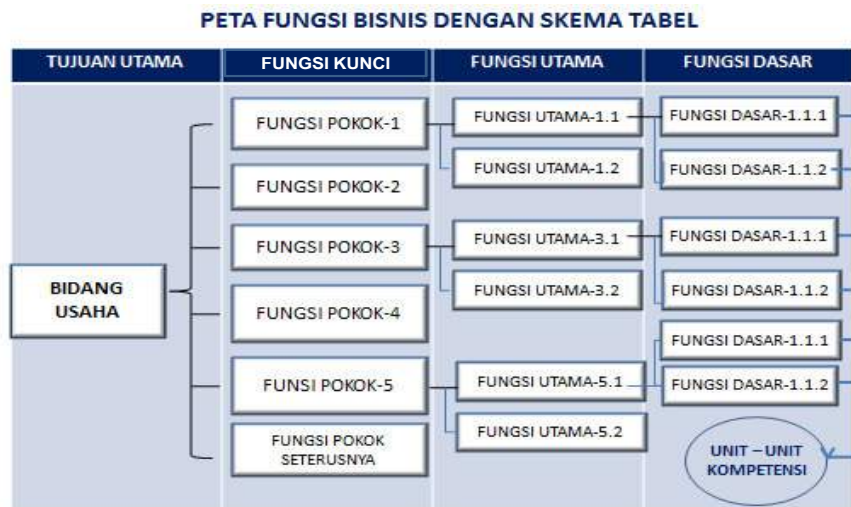 PETA FUNGSI BISNIS DENGAN SKEMA TABEL
TUJUAN UTAMA
FUNGSI KUNCI
FUNGSI UTAMA
FUNGSI DASAR
BIDANG
USAHA
FUNGSI POKOK-1
FUNGSI POKOK-2
FUNGSI POKOK-3
FUNGSI POKOK-4
FUNSI POKOK-5
FUNGSI POKOK
SETERUSNYA
FUNGSI UTAMA-1.1
FUNGSI UTAMA-1.2
FUNGSI UTAMA-3.1
FUNGSI UTAMA-3.2
FUNGSI UTAMA-5.1
FUNGSI UTAMA-5.2
FUNGSI DASAR-1.1.1
FUNGSI DASAR-1.1.2
FUNGSI DASAR-1.1.1
FUNGSI DASAR-1.1.2
FUNGSI DASAR-1.1.1
FUNGSI DASAR-1.1.2
UNIT – UNIT
KOMPETENSI